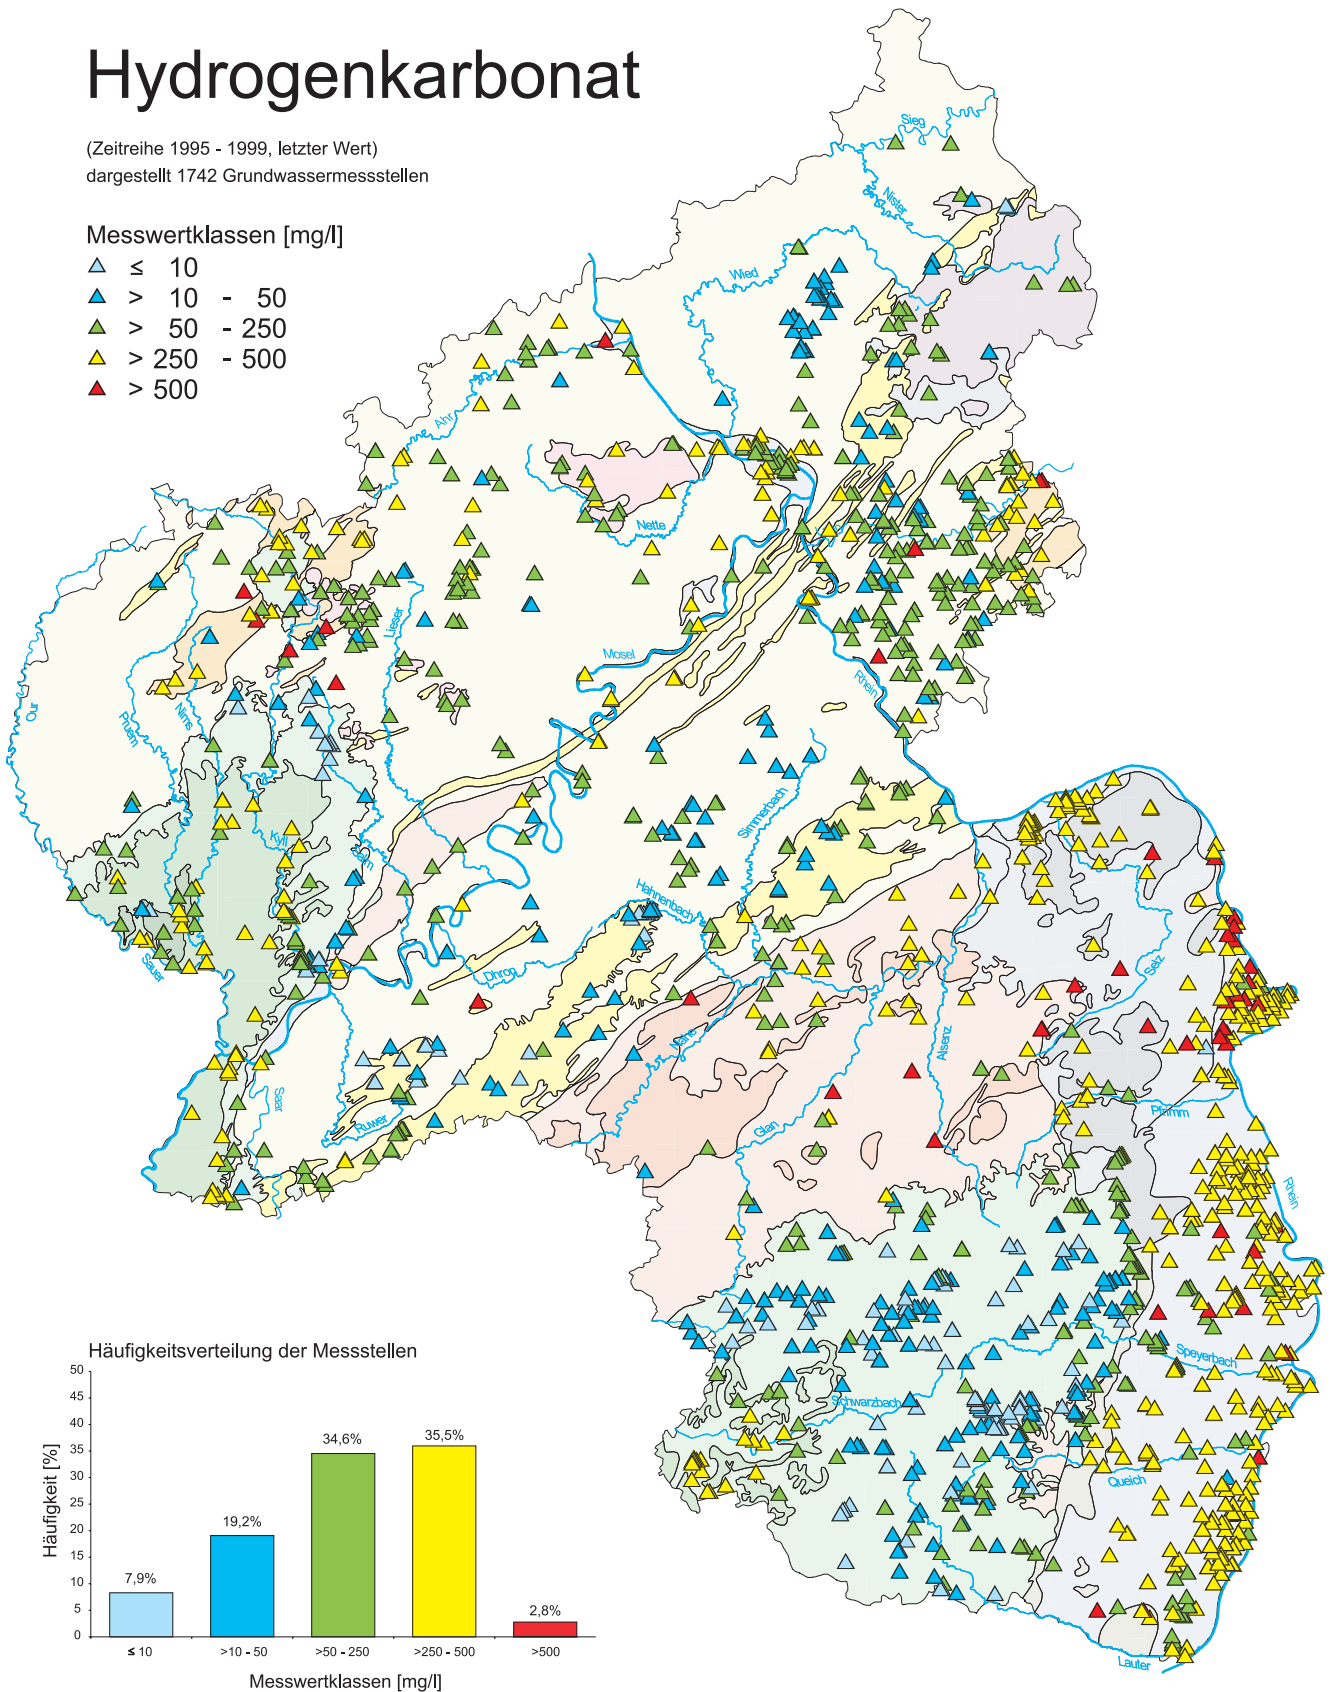 Hydrogenkarbonat
(Zeitreihe 1995 - 1999, letzter Wert)
dargestellt 1742 Grundwassermessstellen
Messwertklassen [mg/l]
≤ 10
> 10 - 50
> 50 - 250
> 250 - 500
> 500
Sieg
Nister
Wied
Ahr
Nette
Lahn
Lieser
Mosel
Rhein
Our
Pruem
Nims
Simmerbach
Kyll
Salm
Hahnenbach
Sauer
Dhron
Selz
Nahe
Alsenz
Saar
Ruwer
Glan
Pfrimm
Rhein
Speyerbach
Schwarzbach
Queich
Lauter
Häufigkeitsverteilung der Messstellen
Häufigkeit [%]
50
45
40
35
30
25
20
15
10
5
0
7,9%
19,2%
34,6%
35,5%
2,8%
≤ 10
>10 - 50
>50 - 250
>250 - 500
>500
Messwertklassen [mg/l]